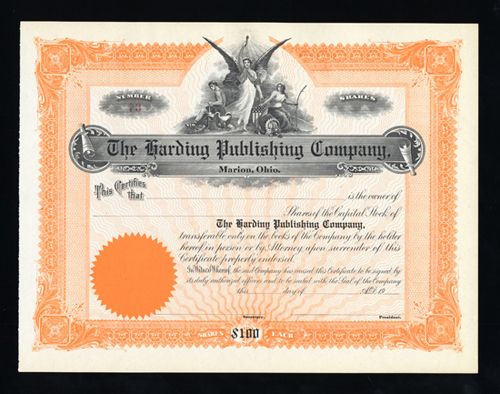 NUMBER
SHARES
The Harding Publishing Company,
Marion, Ohio.
This Certifies
that
is the owner of
Shares of the Capital Stock of
The Harding Publishing Company,
transferable only on the books of the Company by the holder
hereof in person or by Attorney upon surrender of this
Certificate properly endorsed.
In Witness Whereof, the said Company has caused this Certificate to be signed by
its duly authorized officers and to be sealed with the Seal of the Company
this day of A.D. 19
Secretary. President.
SHARES $100 EACH